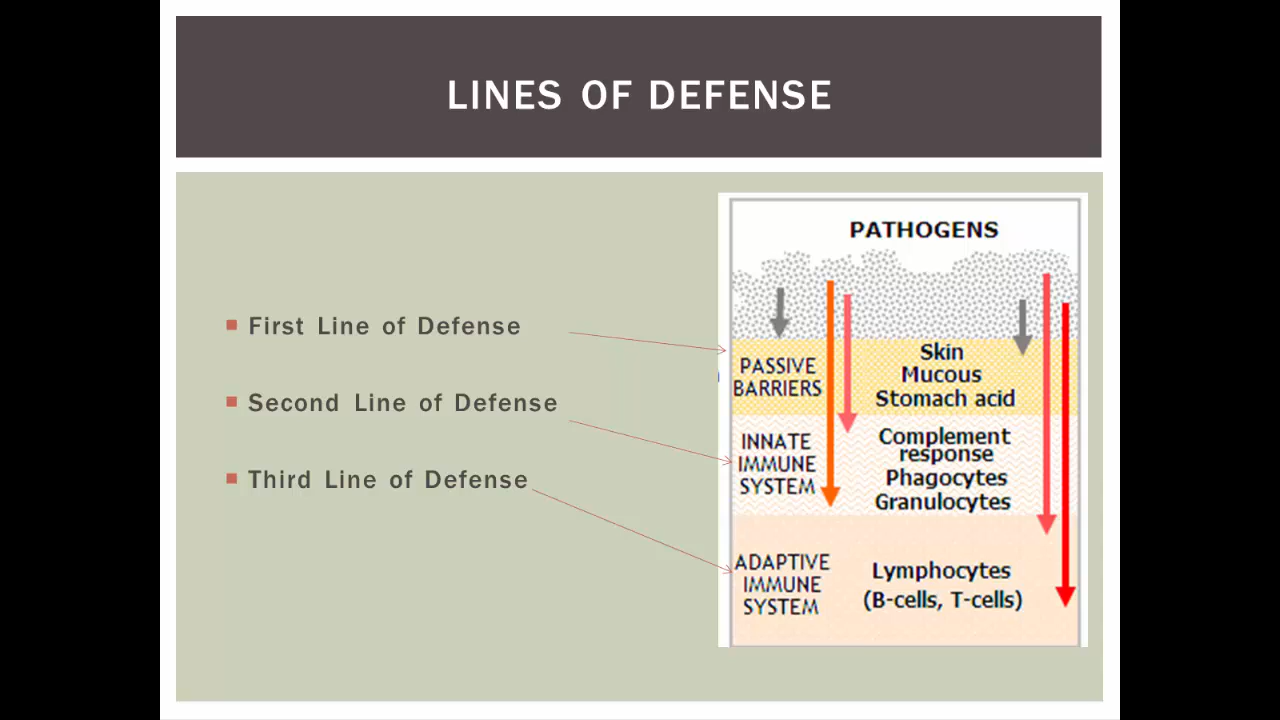 LINES OF DEFENSE
First Line of Defense
Second Line of Defense
Third Line of Defense
PATHOGENS
PASSIVE
BARRIERS
Skin
Mucous
Stomach acid
INNATE
IMMUNE
SYSTEM
Complement
response
Phagocytes
Granulocytes
ADAPTIVE
IMMUNE
SYSTEM
Lymphocytes
(B-cells, T-cells)